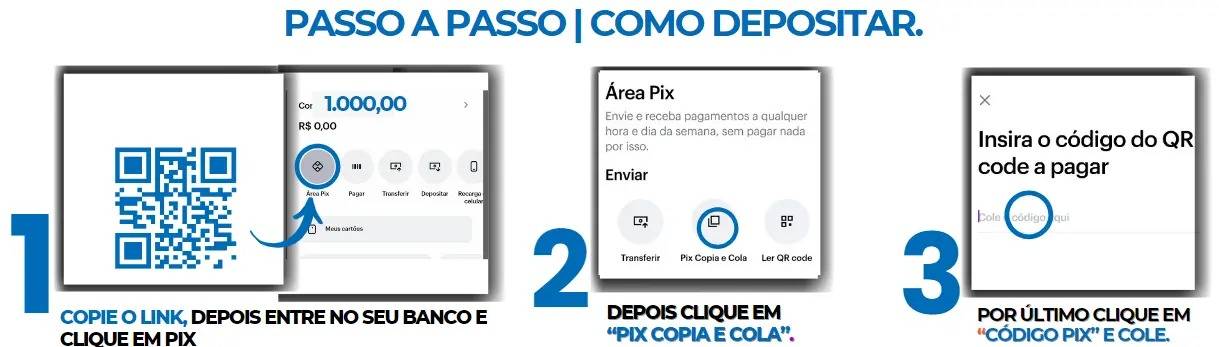 PASSO A PASSO | COMO DEPOSITAR.
1
1.000,00
R$ 0,00
Área Pix
Pagar
Transferir
Depositar
Recarga
celular
Meus cartões
COPIE O LINK, DEPOIS ENTRE NO SEU BANCO E
CLIQUE EM PIX
2
Área Pix
Envie e receba pagamentos a qualquer
hora e dia da semana, sem pagar nada
por isso.
Enviar
Transferir
Pix Copia e Cola
Ler QR code
DEPOIS CLIQUE EM
“PIX COPIA E COLA”.
3
Insira o código do QR
code a pagar
Cole código aqui
POR ÚLTIMO CLIQUE EM
“CÓDIGO PIX” E COLE.